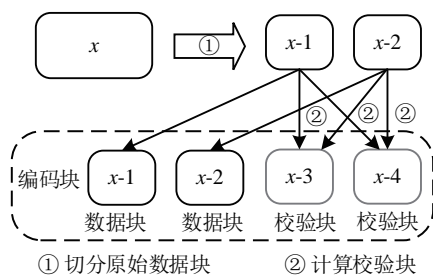 x ① x-1 x-2
② ② ②
编码块 x-1 x-2 x-3 x-4
数据块 数据块 校验块 校验块
① 切分原始数据块 ② 计算校验块